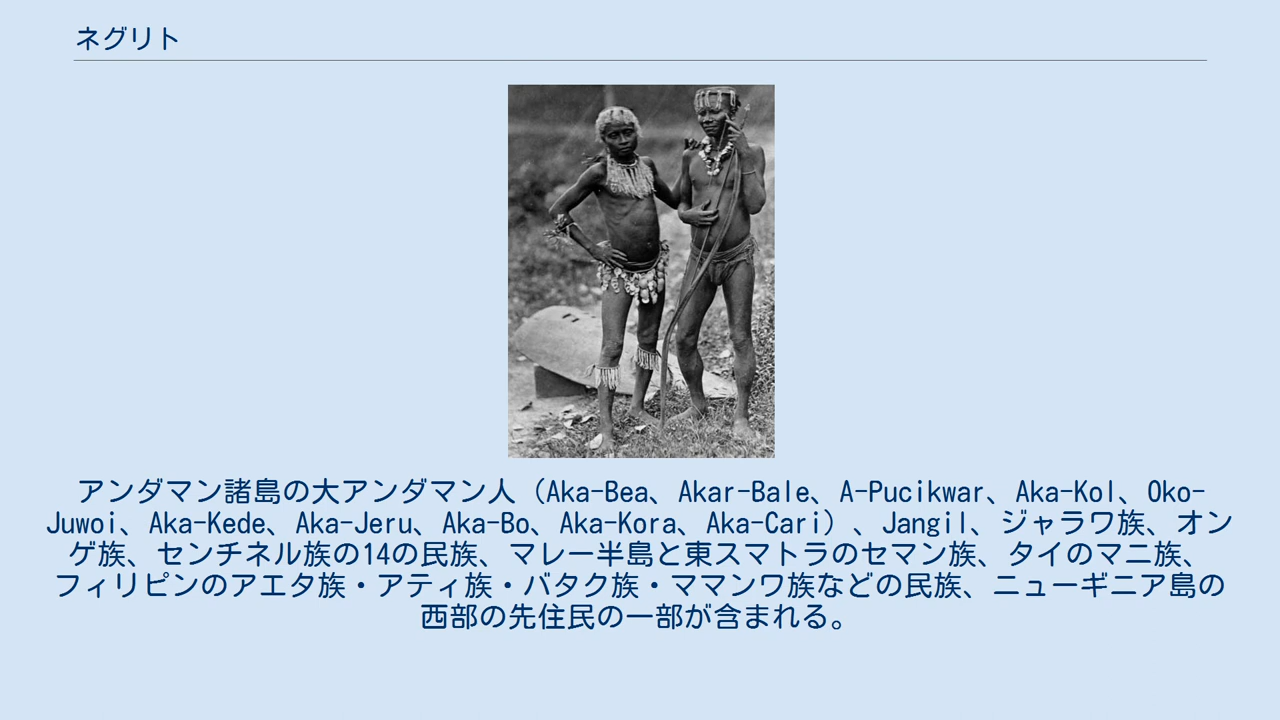 ネグリト
アンダマン諸島の大アンダマン人（Aka-Bea、Akar-Bale、A-Pucikwar、Aka-Kol、Oko-
Juwoi、Aka-Kede、Aka-Jeru、Aka-Bo、Aka-Kora、Aka-Cari）、Jangil、ジャラワ族、オン
ゲ族、センチネル族の14の民族、マレー半島と東スマトラのセマン族、タイのマニ族、
フィリピンのアエタ族・アティ族・バタク族・ママンワ族などの民族、ニューギニア島の
西部の先住民の一部が含まれる。